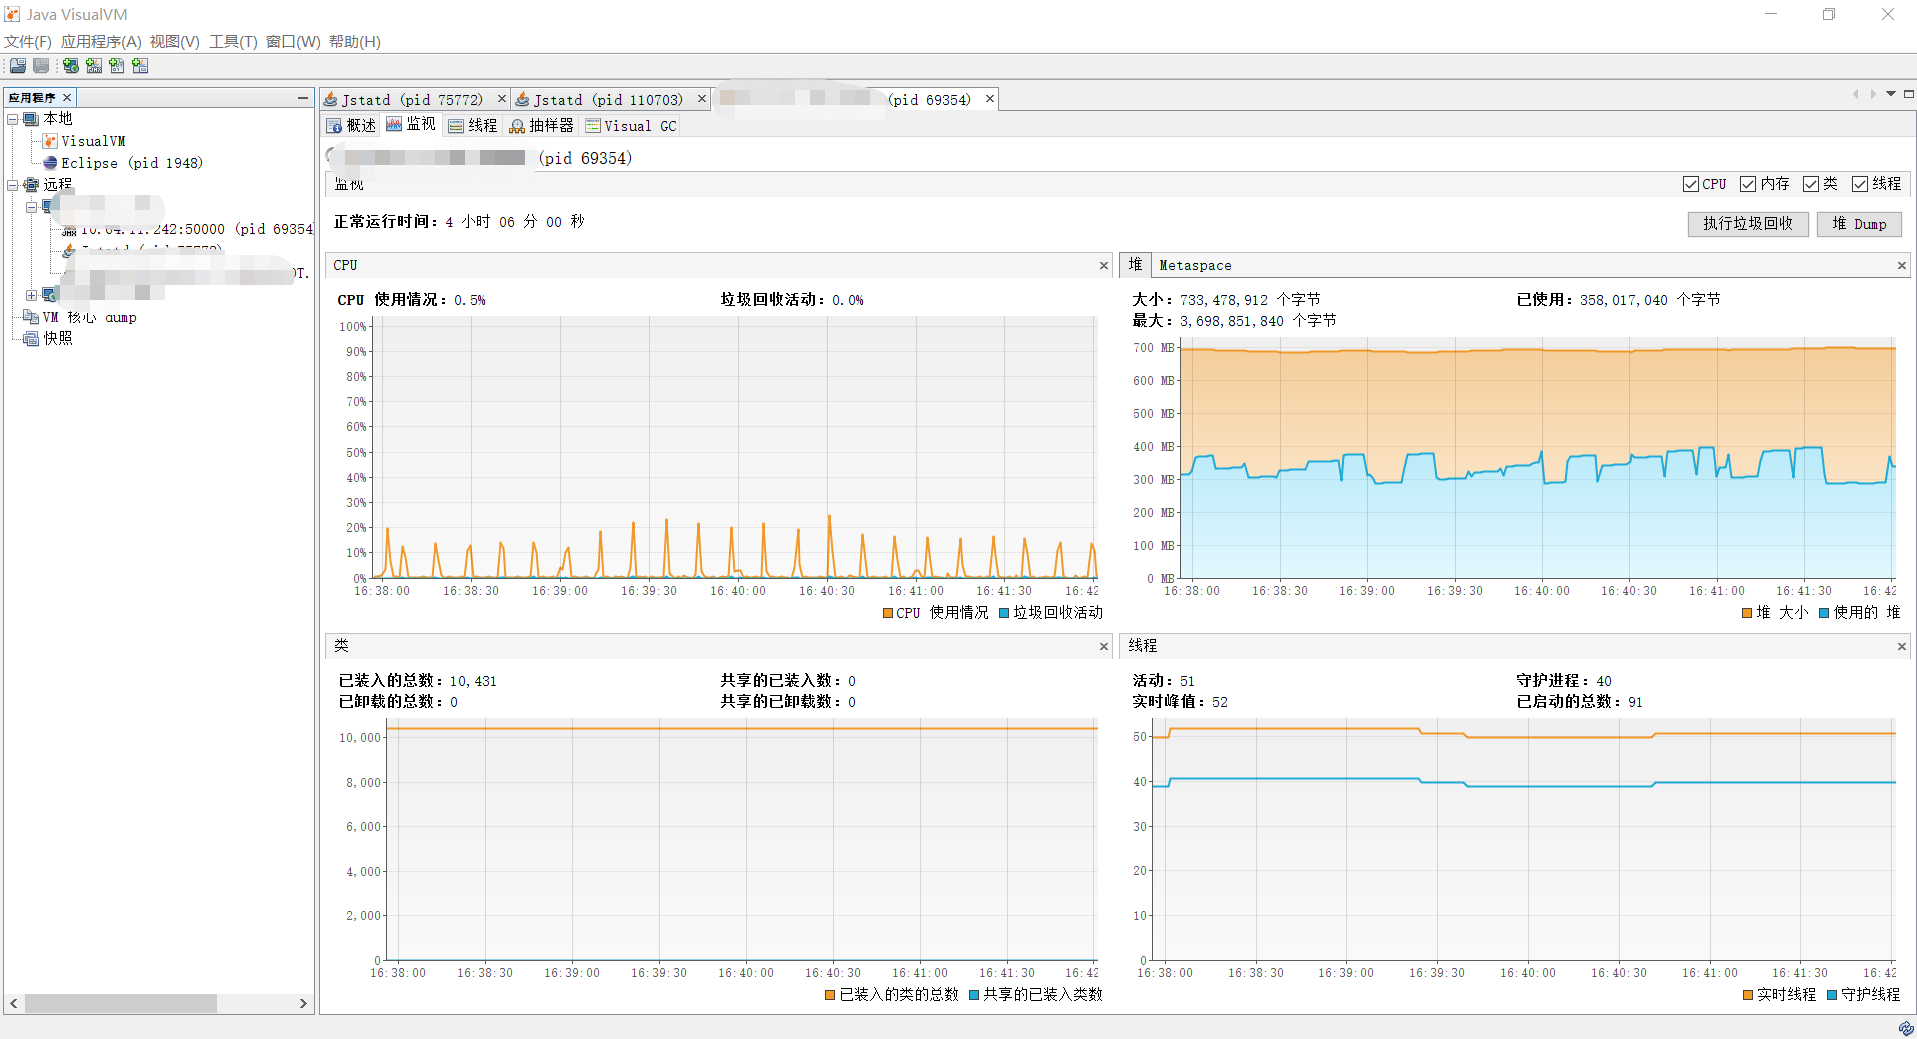 Java VisualVM
文件(F) 应用程序(A) 视图(V) 工具(T) 窗口(W) 帮助(H)
应用程序
本地
VisualVM
Eclipse (pid 1948)
远程
(pid 69354
VM 核心 dump
快照
Jstatd (pid 75772)
Jstatd (pid 110703)
(pid 69354)
概述
监视
线程
抽样器
Visual GC
(pid 69354)
监视
CPU 内存 类 线程
正常运行时间: 4 小时 06 分 00 秒
执行垃圾回收
堆 Dump
CPU
CPU 使用情况: 0.5%
垃圾回收活动: 0.0%
100%
90%
80%
70%
60%
50%
40%
30%
20%
10%
0%
16:38:00 16:38:30 16:39:00 16:39:30 16:40:00 16:40:30 16:41:00 16:41:30 16:42
CPU 使用情况 垃圾回收活动
堆
Metaspace
大小: 733,478,912 个字节
已使用: 358,017,040 个字节
最大: 3,698,851,840 个字节
700 MB
600 MB
500 MB
400 MB
300 MB
200 MB
100 MB
0 MB
16:38:00 16:38:30 16:39:00 16:39:30 16:40:00 16:40:30 16:41:00 16:41:30 16:42
堆 大小 使用的 堆
类
已装入的总数: 10,431
共享的已装入数: 0
已卸载的总数: 0
共享的已卸载数: 0
10,000
8,000
6,000
4,000
2,000
0
16:38:00 16:38:30 16:39:00 16:39:30 16:40:00 16:40:30 16:41:00 16:41:30 16:42
已装入的类的总数 共享的已装入类数
线程
活动: 51
守护进程: 40
实时峰值: 52
已启动的总数: 91
50
40
30
20
10
0
16:38:00 16:38:30 16:39:00 16:39:30 16:40:00 16:40:30 16:41:00 16:41:30 16:42
实时线程 守护线程